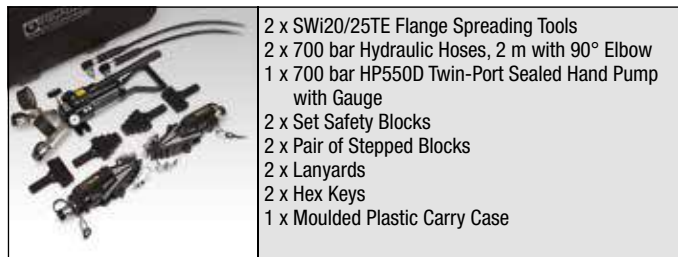 2 x SWi20/25TE Flange Spreading Tools
2 x 700 bar Hydraulic Hoses, 2 m with 90° Elbow
1 x 700 bar HP550D Twin-Port Sealed Hand Pump
with Gauge
2 x Set Safety Blocks
2 x Pair of Stepped Blocks
2 x Lanyards
2 x Hex Keys
1 x Moulded Plastic Carry Case